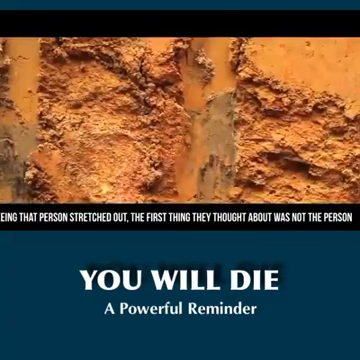 EING THAT PERSON STRETCHED OUT, THE FIRST THING THEY THOUGHT ABOUT WAS NOT THE PERSON
YOU WILL DIE
A Powerful Reminder